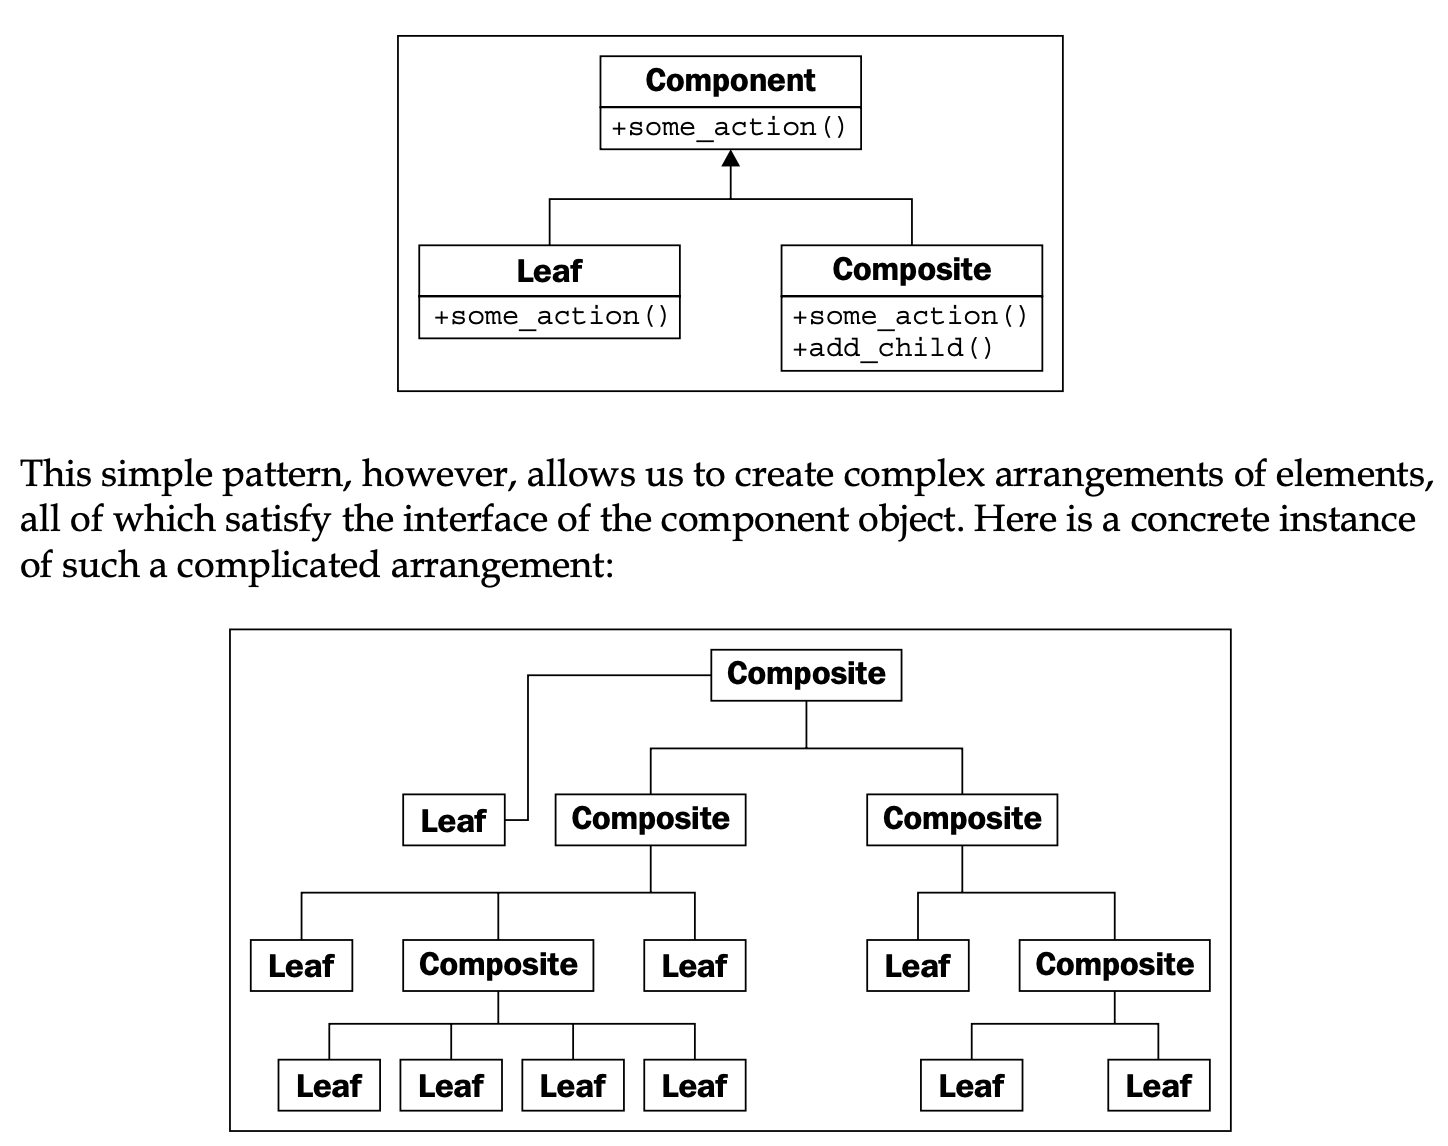 Component
+some_action()
Leaf
Composite
+some_action()
+some_action()
+add_child()
This simple pattern, however, allows us to create complex arrangements of elements,
all of which satisfy the interface of the component object. Here is a concrete instance
of such a complicated arrangement:
Composite
Leaf
Composite
Composite
Leaf
Composite
Leaf
Leaf
Composite
Leaf
Leaf
Leaf
Leaf
Leaf
Leaf